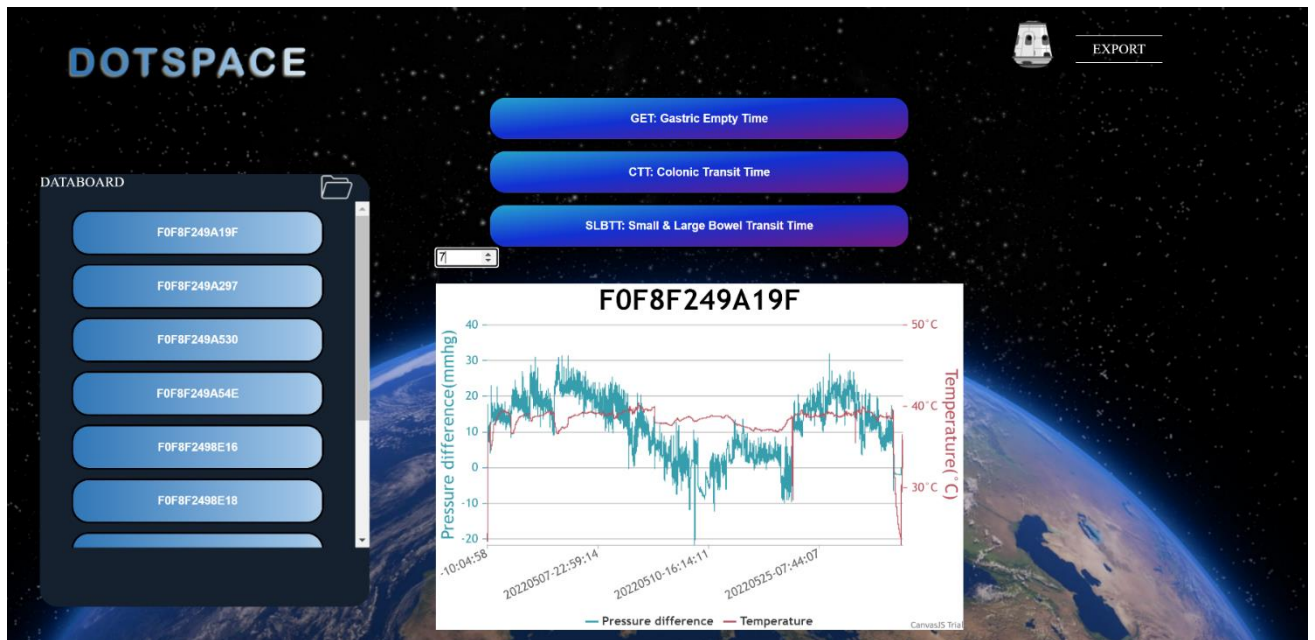 DOTSPACE
EXPORT
GET: Gastric Empty Time
CTT: Colonic Transit Time
SLBTT: Small & Large Bowel Transit Time
DATABOARD
F0F8F249A19F
F0F8F249A297
F0F8F249A530
F0F8F249A54E
F0F8F2498E16
F0F8F2498E18
7
F0F8F249A19F
Pressure difference(mmhg)
40
30
20
10
0
-10
-20
50°C
40°C
30°C
Temperature(°C)
-10:04:58
20220507-22:59:14
20220510-16:14:11
20220525-07:44:07
Pressure difference
Temperature
CanvasJS Trial